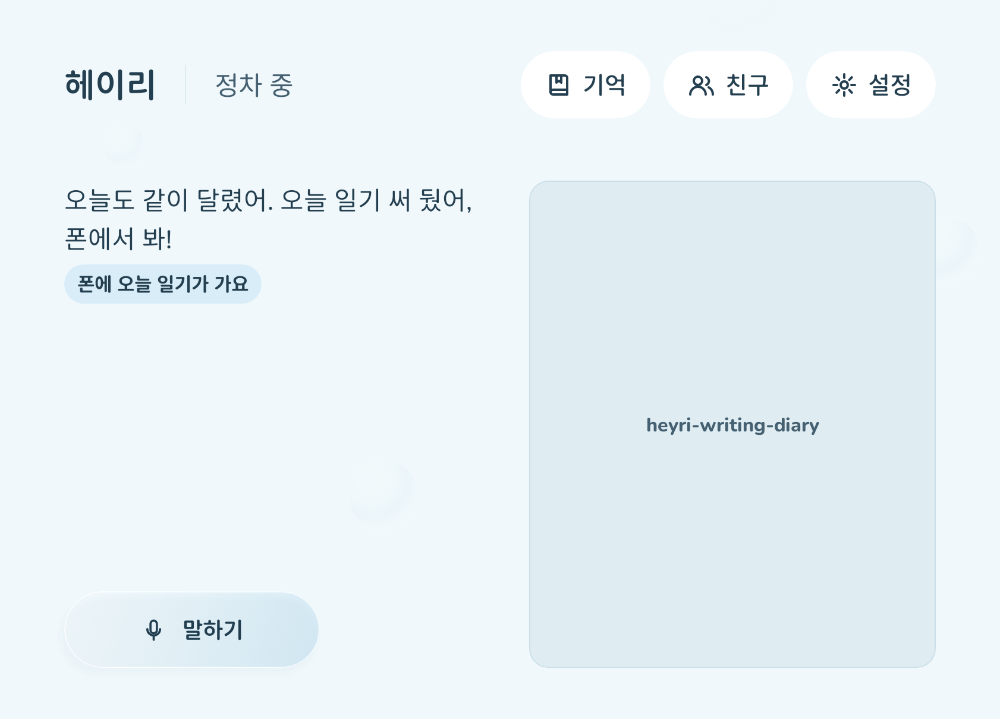 헤이리
정차 중
기억
친구
설정
오늘도 같이 달렸어. 오늘 일기 써 뒀어,
폰에서 봐!
폰에 오늘 일기가 가요
heyri-writing-diary
말하기